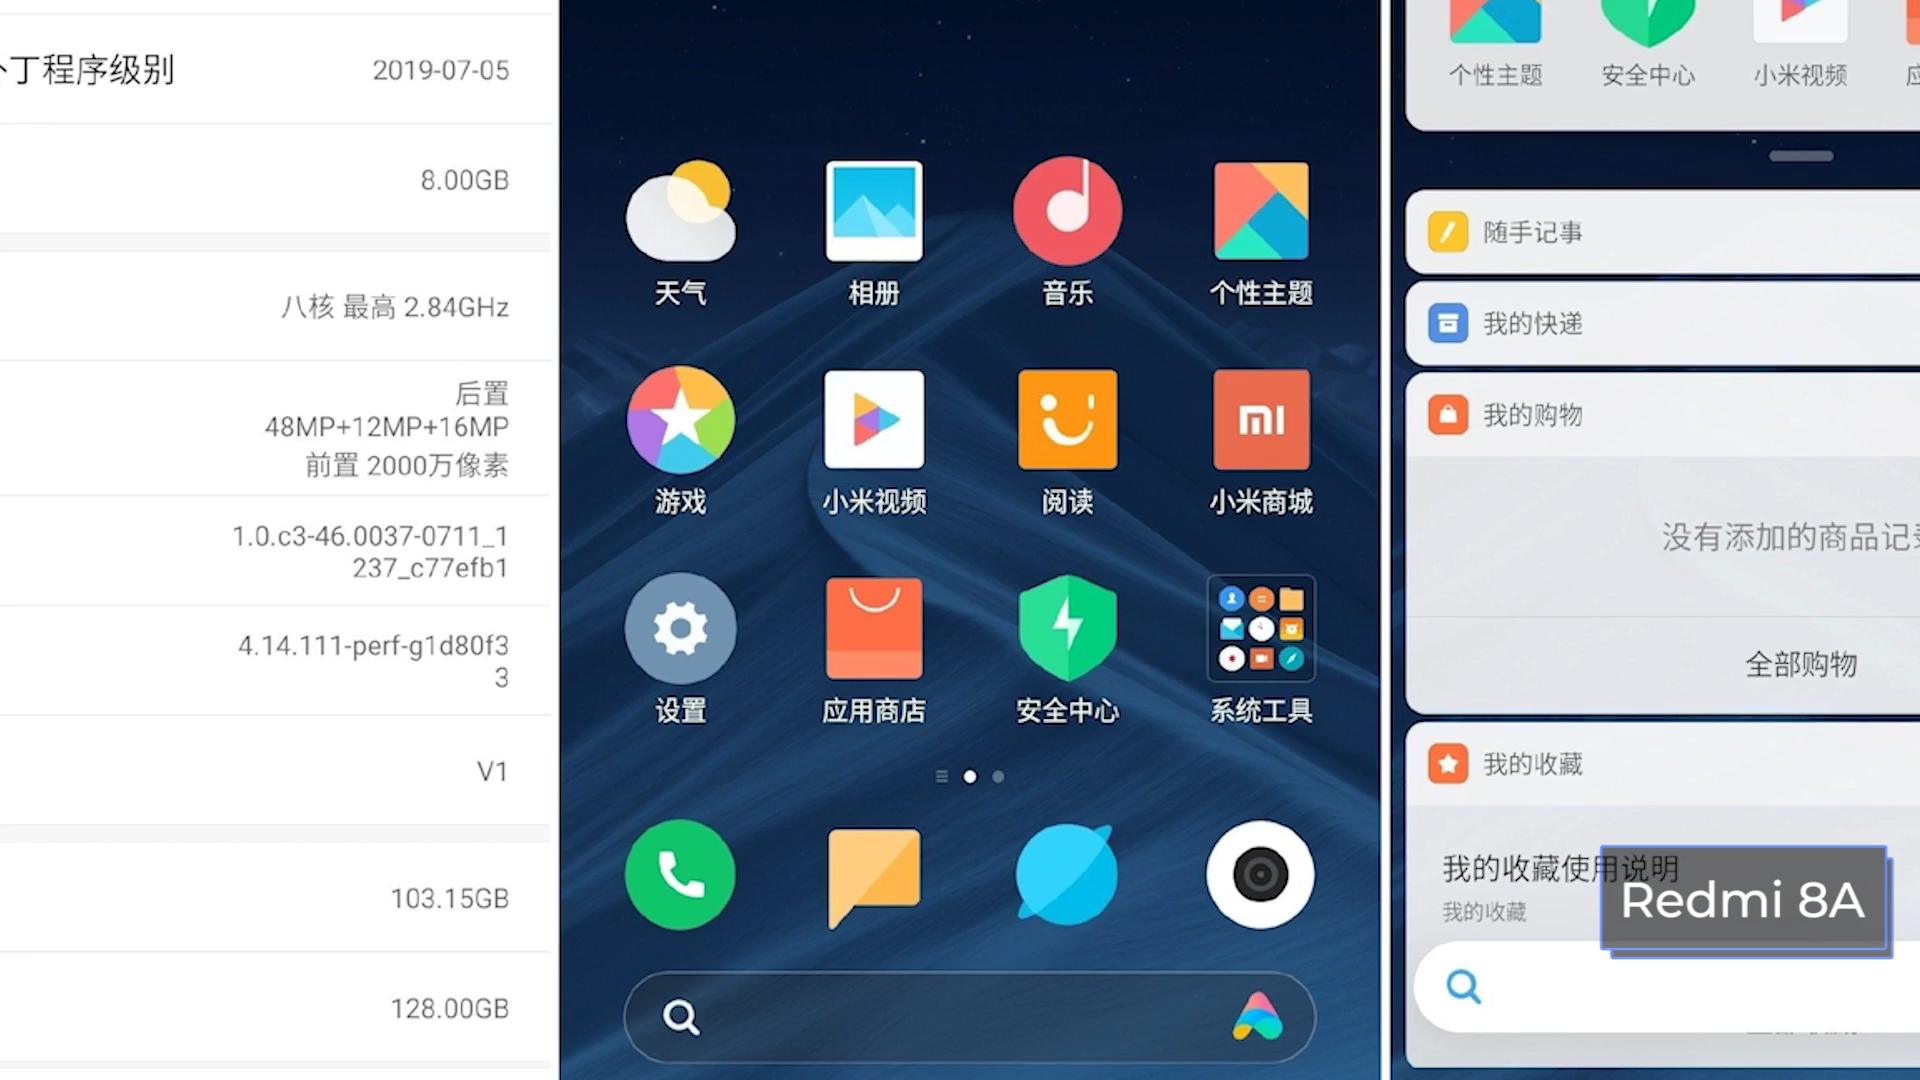 丁程序级别
2019-07-05
8.00GB
八核 最高 2.84GHz
后置
48MP+12MP+16MP
前置 2000万像素
1.0.c3-46.0037-0711_1
237_c77efb1
4.14.111-perf-g1d80f3
3
V1
103.15GB
128.00GB
天气
相册
音乐
个性主题
游戏
小米视频
阅读
小米商城
设置
应用商店
安全中心
系统工具
个性主题
安全中心
小米视频
随手记事
我的快递
我的购物
没有添加的商品记
全部购物
我的收藏
我的收藏使用说明
我的收藏
Redmi 8A